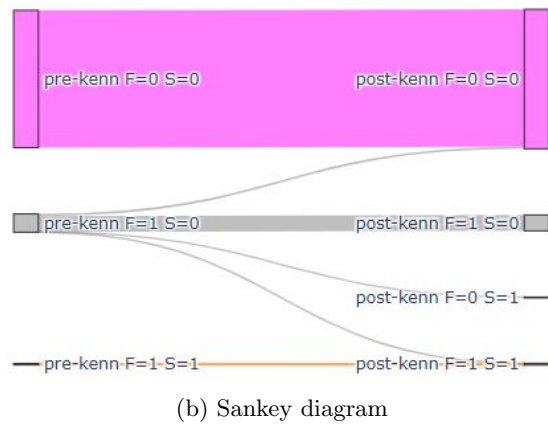 pre-kenn F=0 S=0 post-kenn F=0 S=0
pre-kenn F=1 S=0 post-kenn F=1 S=0
post-kenn F=0 S=1
pre-kenn F=1 S=1 post-kenn F=1 S=1
(b) Sankey diagram